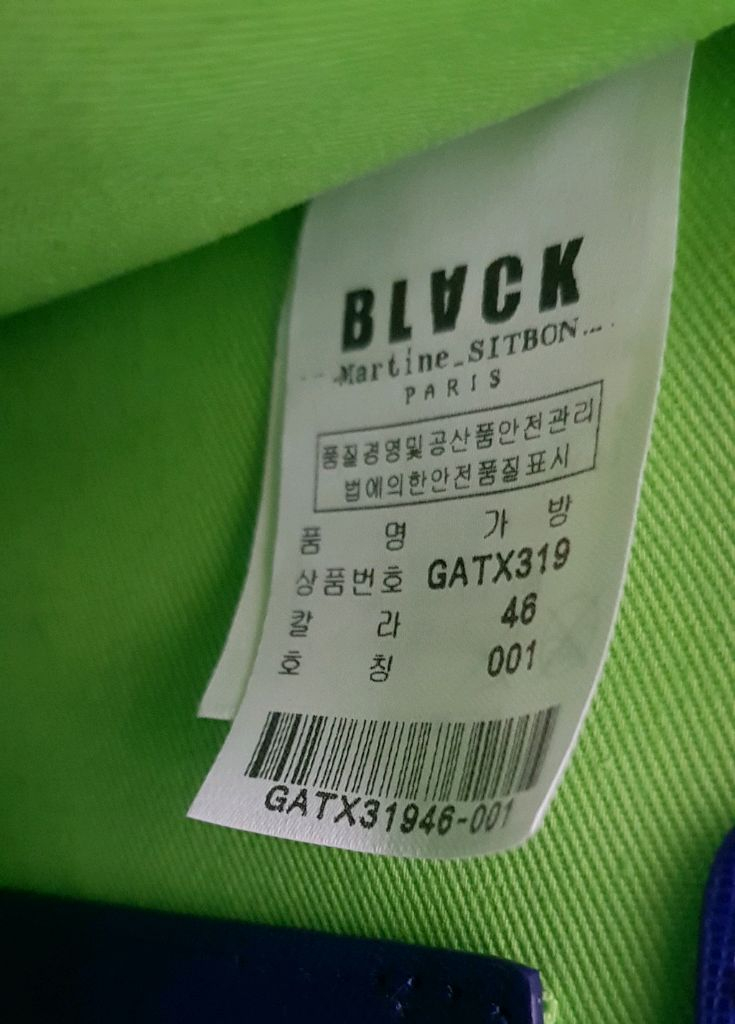 BLACK
Martine_SITBON
PARIS
품질경영및공산품안전관리
법에의한안전품질표시
품 명 가 방
상품번호 GATX319
칼 라 46
호 칭 001
GATX31946-001